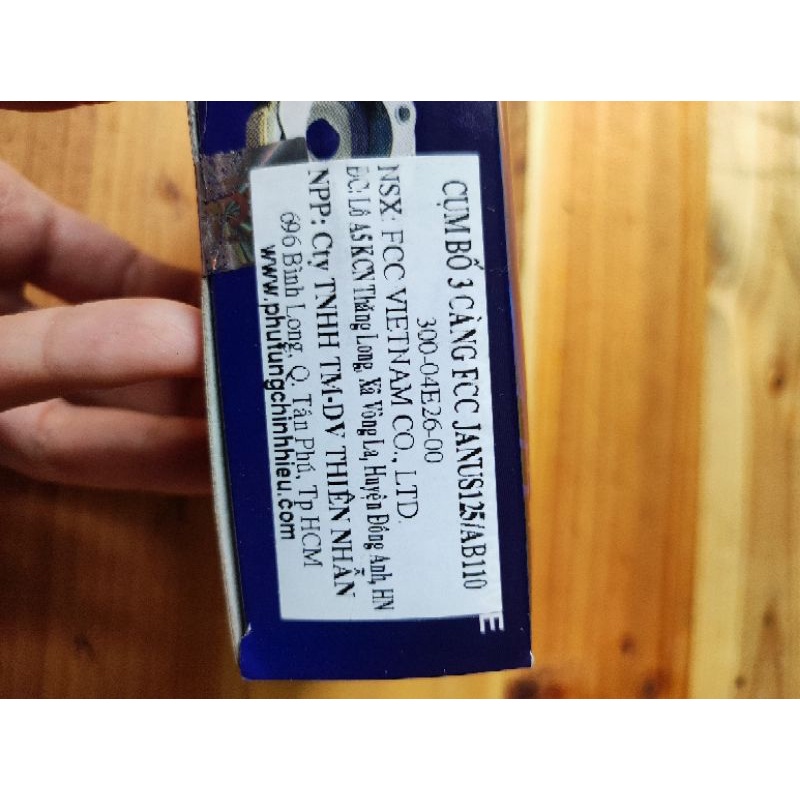 CỤM BỐ 3 CÀNG FCC JANUS125/AB110
300-04E26-00
NSX: FCC VIETNAM CO., LTD.
ĐC: Lô A5 KCN Thăng Long, Xã Võng La, Huyện Đông Anh, HN
NPP: Cty TNHH TM-DV THIÊN NHẪN
696 Bình Long, Q. Tân Phú, Tp HCM
www.phutungchinhhieu.com
E